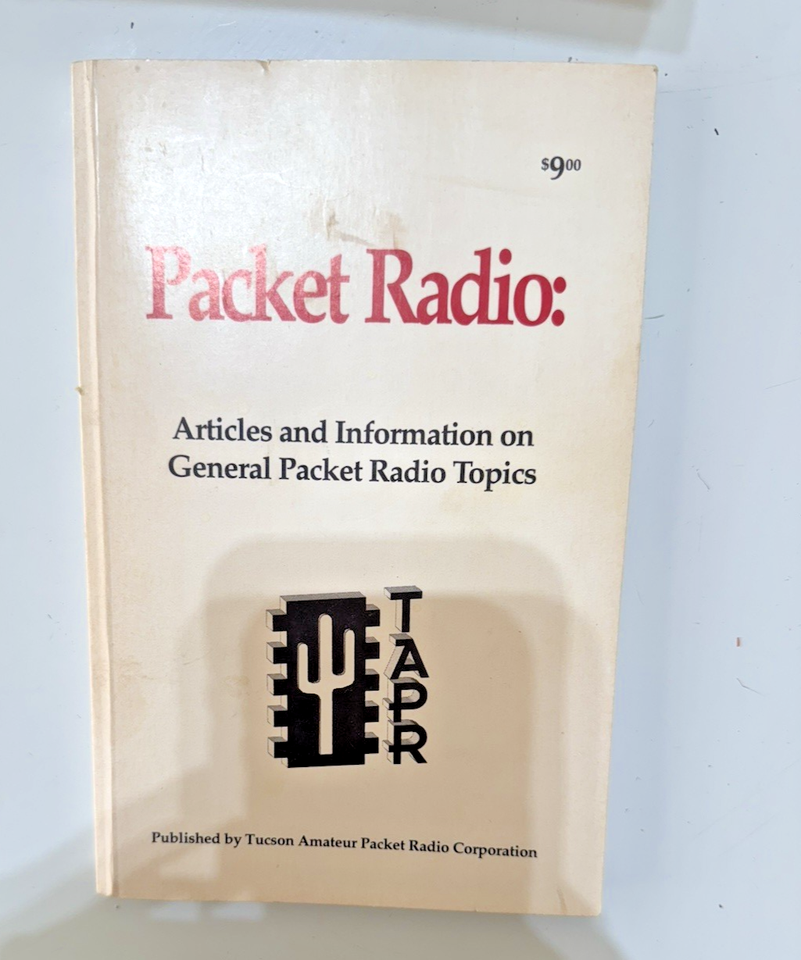 $9.00
Packet Radio:
Articles and Information on
General Packet Radio Topics
TAPR
Published by Tucson Amateur Packet Radio Corporation